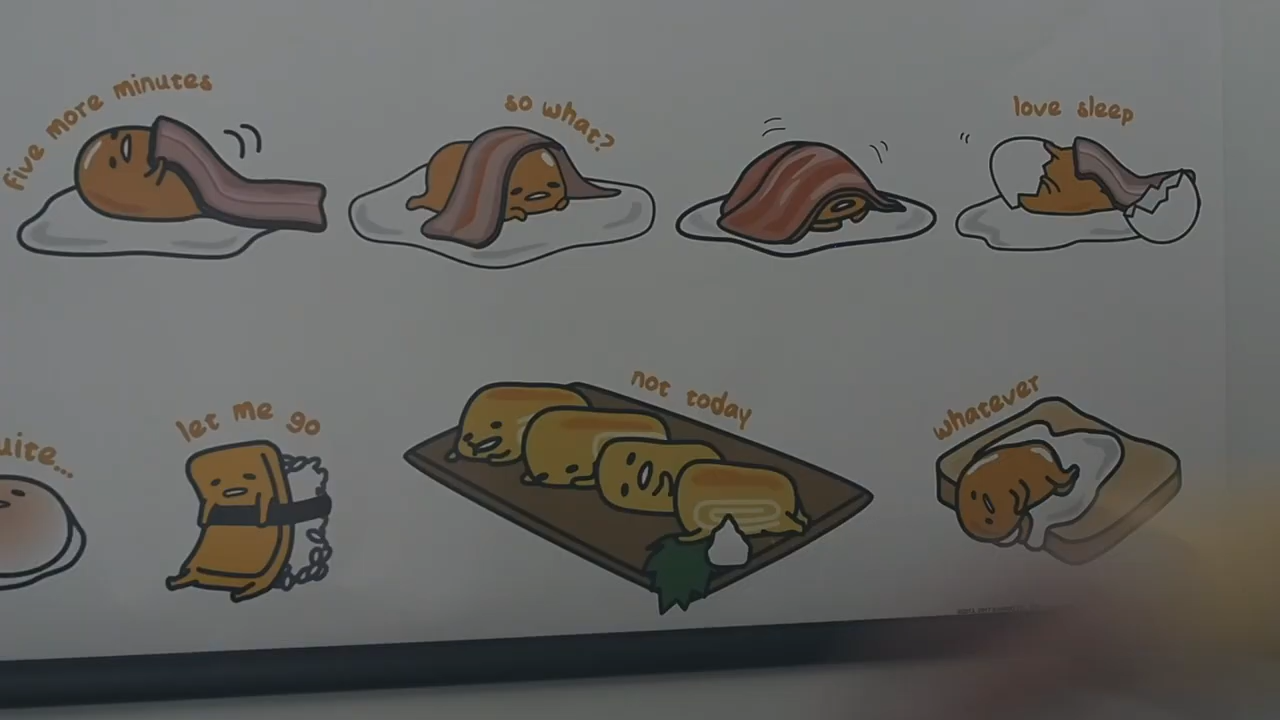 five more minutes
so what?
love sleep
let me go
not today
whatever